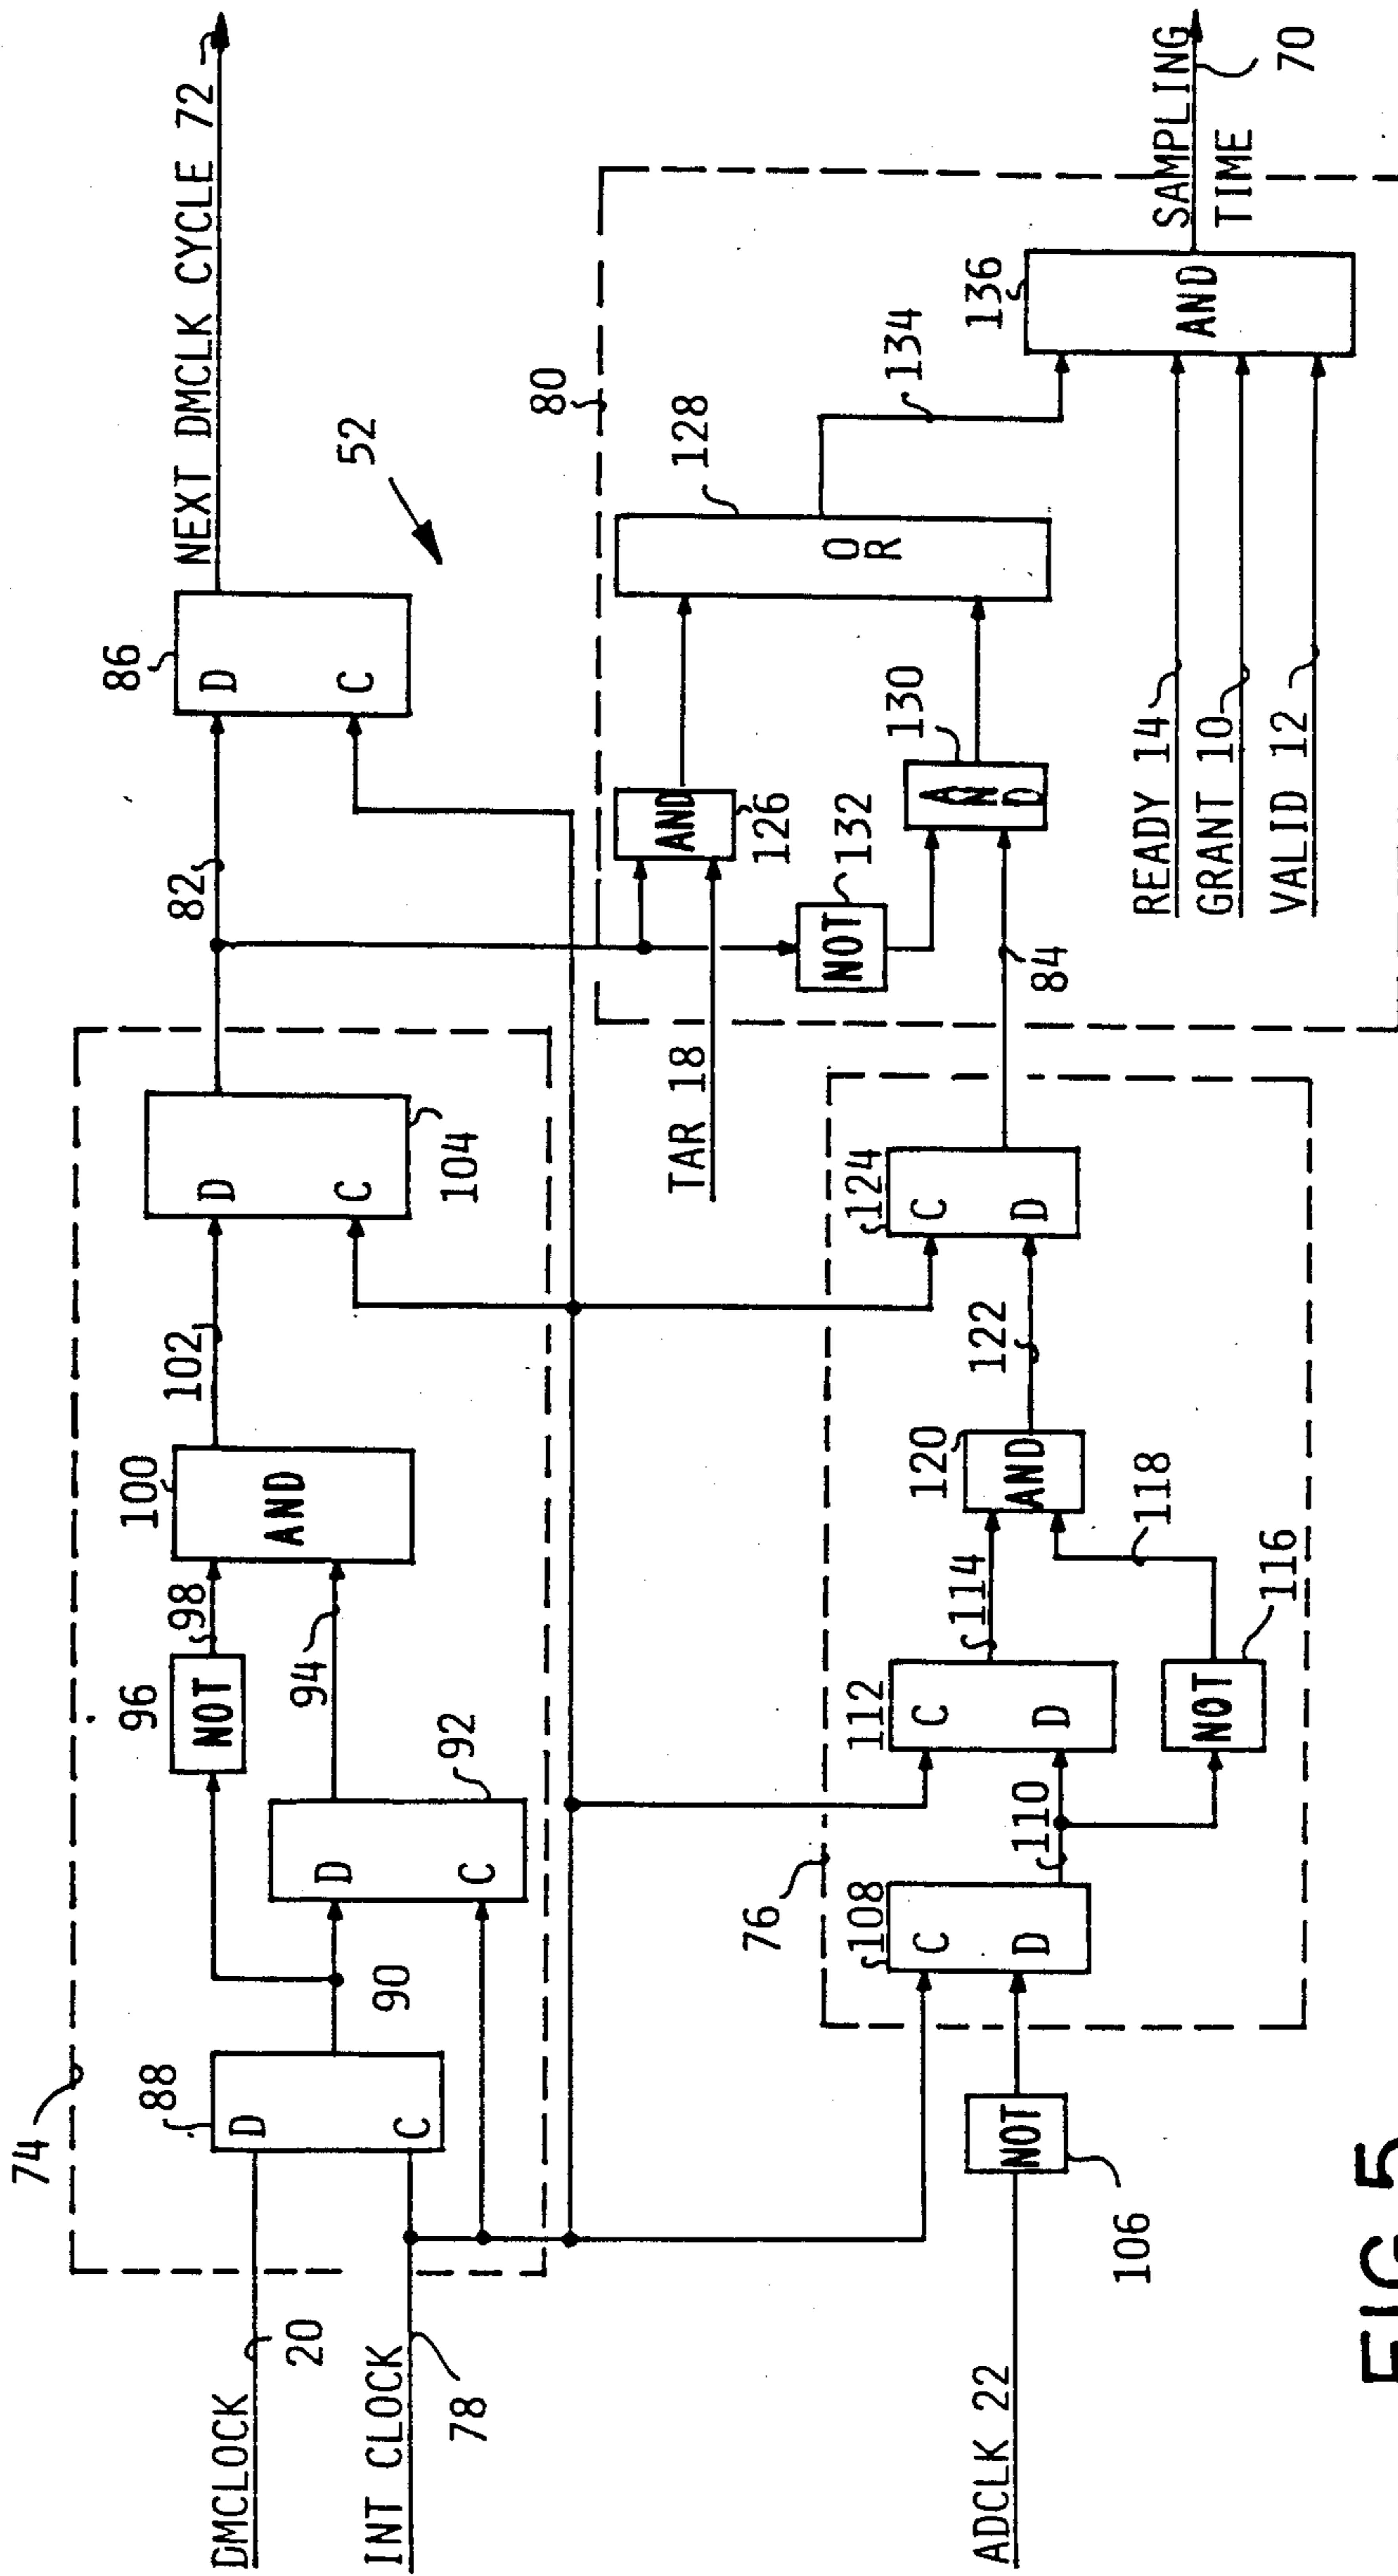 NEXT DMCLK CYCLE 72
52
86
D
C
82
74
88
D
C
90
96
NOT
98
94
D
C
92
100
AND
102
D
C
104
DMCLOCK
20
INT CLOCK
78
80
128
OR
134
136
AND
SAMPLING
TIME
70
AND
126
NOT
132
130
AND
TAR 18
84
READY 14
GRANT 10
VALID 12
76
108
C
D
110
112
C
D
114
NOT
116
118
120
AND
122
124
C
D
NOT
106
ADCLK 22
FIG 5